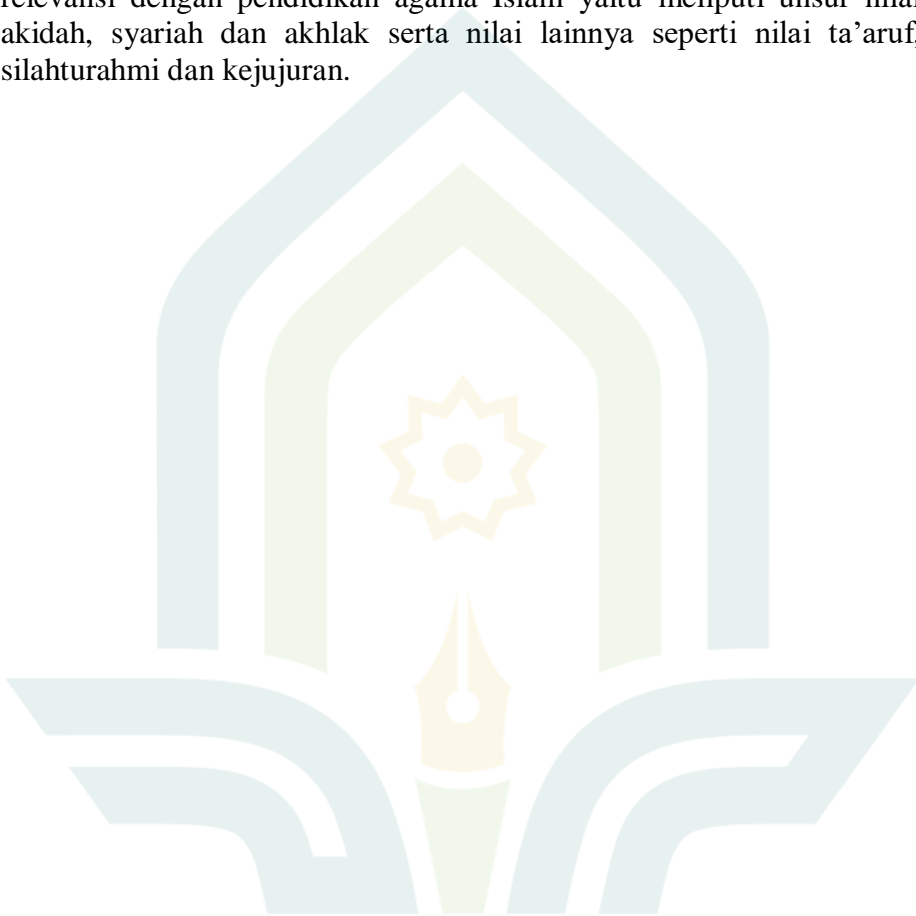 relevansi dengan pendidikan agama Islam yaitu meliputi unsur nilai
akidah, syariah dan akhlak serta nilai lainnya seperti nilai ta’aruf,
silahturahmi dan kejujuran.